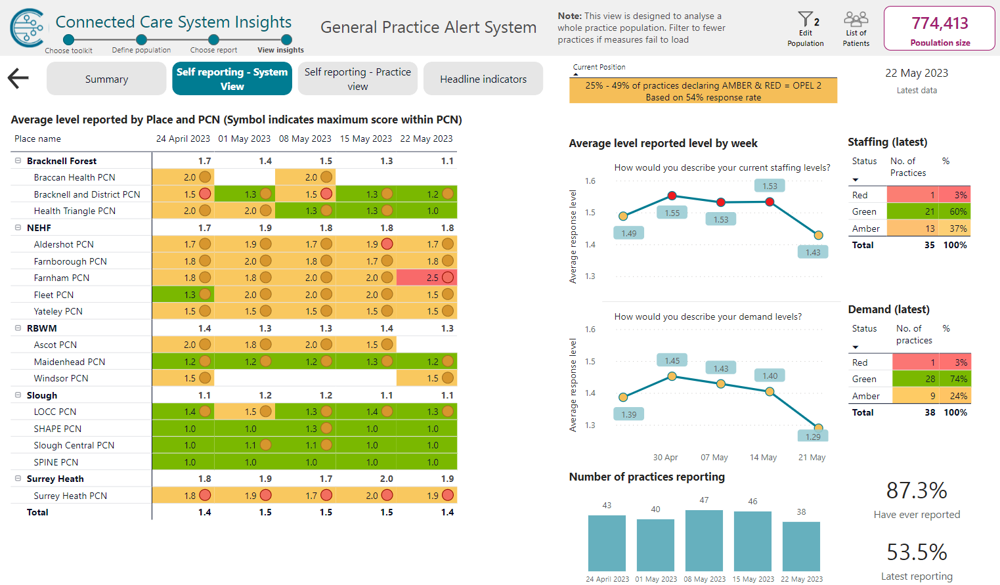 Connected Care System Insights
Choose toolkit
Define population
Choose report
View insights
General Practice Alert System
Note: This view is designed to analyse a
whole practice population. Filter to fewer
practices if measures fail to load
2
Edit
Population
List of
Patients
774,413
Population size
Summary
Self reporting - System
View
Self reporting - Practice
view
Headline indicators
Current Position
25% - 49% of practices declaring AMBER & RED = OPEL 2
Based on 54% response rate
22 May 2023
Latest data
Average level reported by Place and PCN (Symbol indicates maximum score within PCN)
Place name 24 April 2023 01 May 2023 08 May 2023 15 May 2023 22 May 2023
Bracknell Forest 1.7 1.4 1.5 1.3 1.1
Braccan Health PCN 2.0 2.0
Bracknell and District PCN 1.5 1.3 1.5 1.3 1.2
Health Triangle PCN 2.0 2.0 1.3 1.3 1.0
NEHF 1.7 1.9 1.8 1.8 1.8
Aldershot PCN 1.7 1.9 1.7 1.9 1.7
Farnborough PCN 1.8 2.0 1.8 1.7 1.8
Farnham PCN 1.8 1.8 2.0 2.0 2.5
Fleet PCN 1.3 2.0 2.0 2.0 1.5
Yateley PCN 1.5 1.5 1.5 1.5 1.5
RBWM 1.4 1.3 1.3 1.4 1.3
Ascot PCN 2.0 1.8 2.0 1.5
Maidenhead PCN 1.2 1.2 1.2 1.3 1.2
Windsor PCN 1.5 1.5
Slough 1.1 1.2 1.2 1.1 1.1
LOCC PCN 1.4 1.5 1.3 1.4 1.3
SHAPE PCN 1.0 1.0 1.3 1.0 1.0
Slough Central PCN 1.0 1.1 1.1 1.0 1.0
SPINE PCN 1.0 1.0 1.0 1.0 1.0
Surrey Heath 1.8 1.9 1.7 2.0 1.9
Surrey Heath PCN 1.8 1.9 1.7 2.0 1.9
Total 1.4 1.5 1.5 1.5 1.4
Average level reported level by week
How would you describe your current staffing levels?
Average response level
1.6
1.5
1.4
1.3
1.49
1.55
1.53
1.53
1.43
How would you describe your demand levels?
Average response level
1.6
1.5
1.4
1.3
1.39
1.45
1.43
1.40
1.29
30 Apr 07 May 14 May 21 May
Staffing (latest)
Status No. of %
Practices
Red 1 3%
Green 21 60%
Amber 13 37%
Total 35 100%
Demand (latest)
Status No. of %
practices
Red 1 3%
Green 28 74%
Amber 9 24%
Total 38 100%
Number of practices reporting
43 40 47 46 38
24 April 2023 01 May 2023 08 May 2023 15 May 2023 22 May 2023
87.3%
Have ever reported
53.5%
Latest reporting